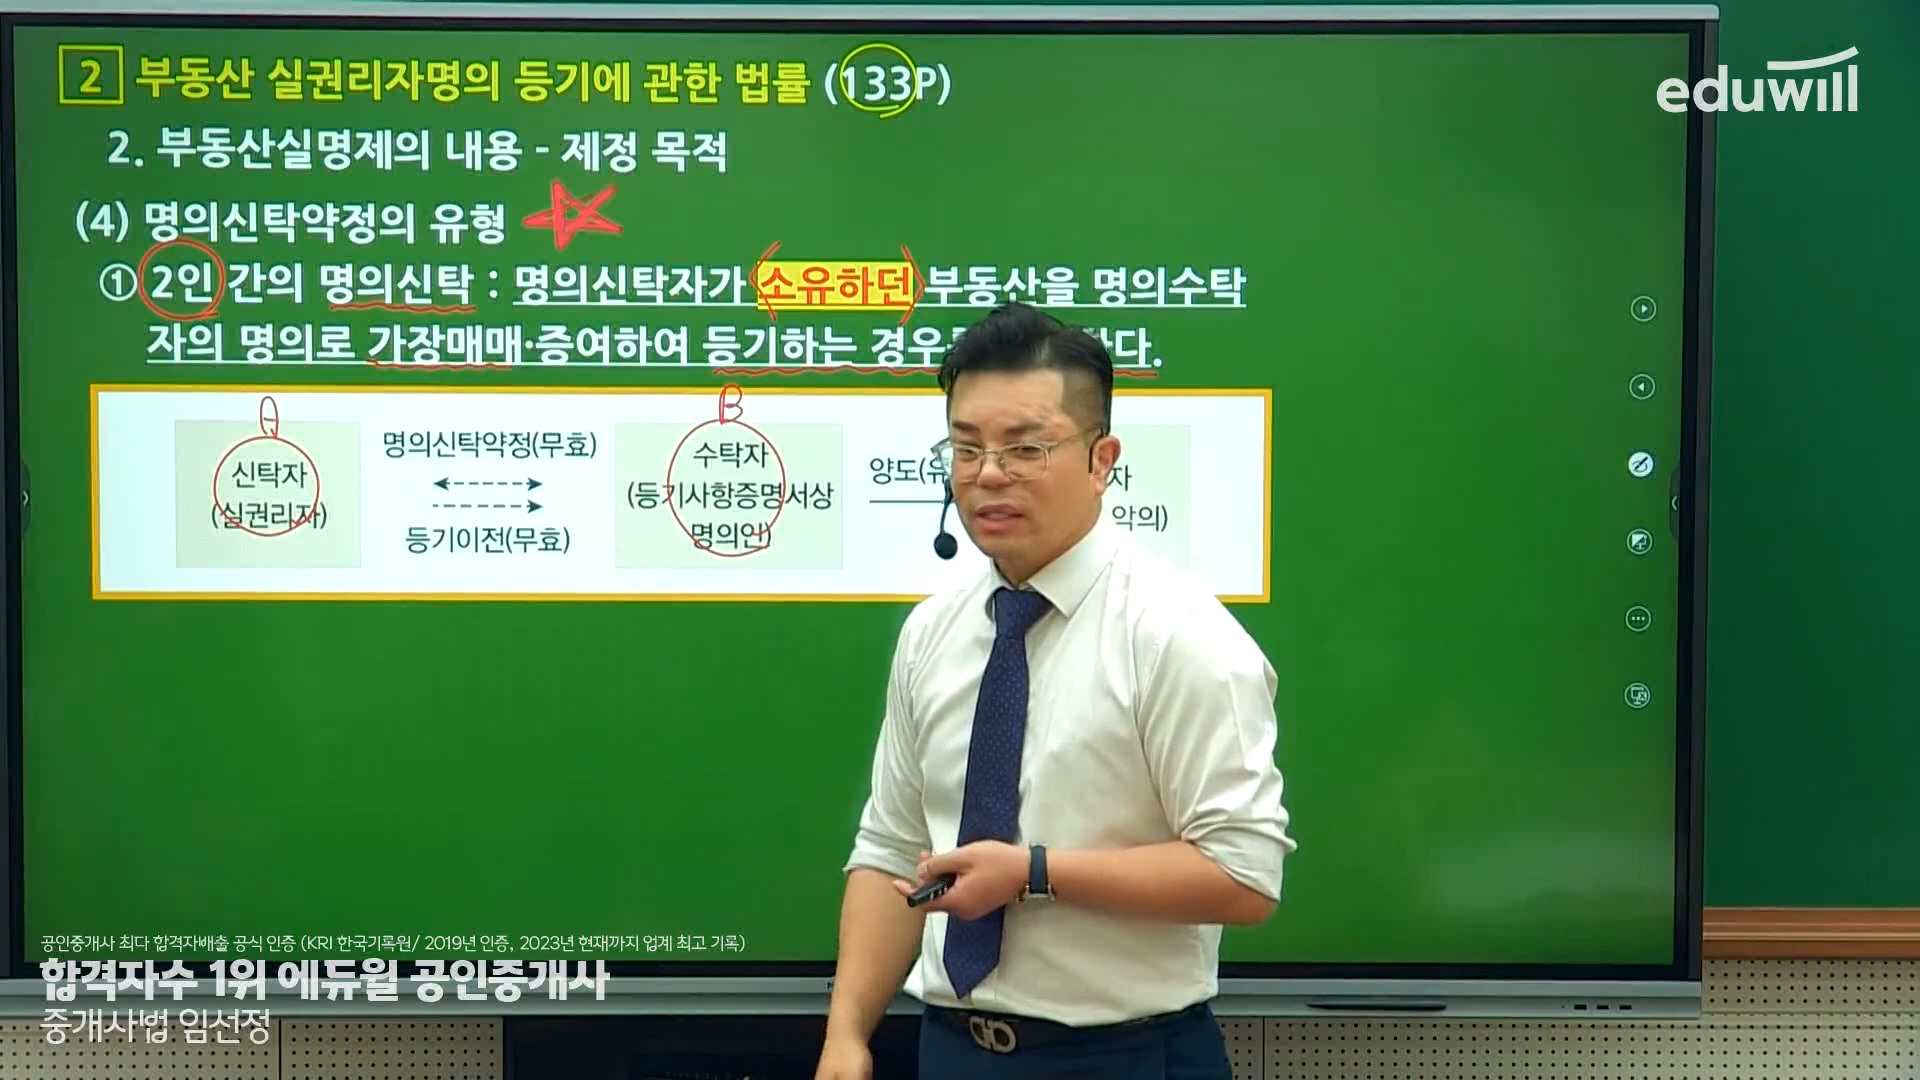 2 부동산 실권리자명의 등기에 관한 법률 (133P)
eduwill
2. 부동산실명제의 내용 - 제정 목적
(4) 명의신탁약정의 유형
① 2인 간의 명의신탁 : 명의신탁자가 소유하던 부동산을 명의수탁
자의 명의로 가장매매·증여하여 등기하는 경우
A
B
신탁자
(실권리자)
명의신탁약정(무효)
등기이전(무효)
수탁자
(등기사항증명서상
명의인)
양도(유
자
악의)
공인중개사 최다 합격자배출 공식 인증 (KRI 한국기록원/ 2019년 인증, 2023년 현재까지 업계 최고 기록)
합격자수 1위 에듀윌 공인중개사
중개사법 임선정